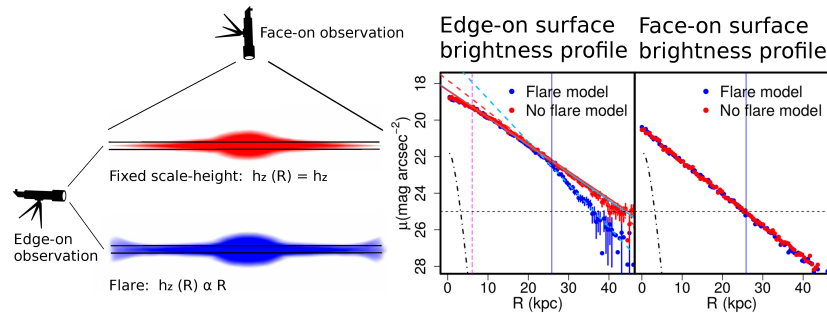 Face-on observation
Fixed scale-height: hz (R) = hz
Edge-on
observation
Flare: hz (R) α R
Edge-on surface
brightness profile
Face-on surface
brightness profile
Flare model
No flare model
Flare model
No flare model
μ(mag arcsec⁻²)
18
20
22
24
26
28
0 10 20 30 40
R (kpc)
0 10 20 30 40
R (kpc)